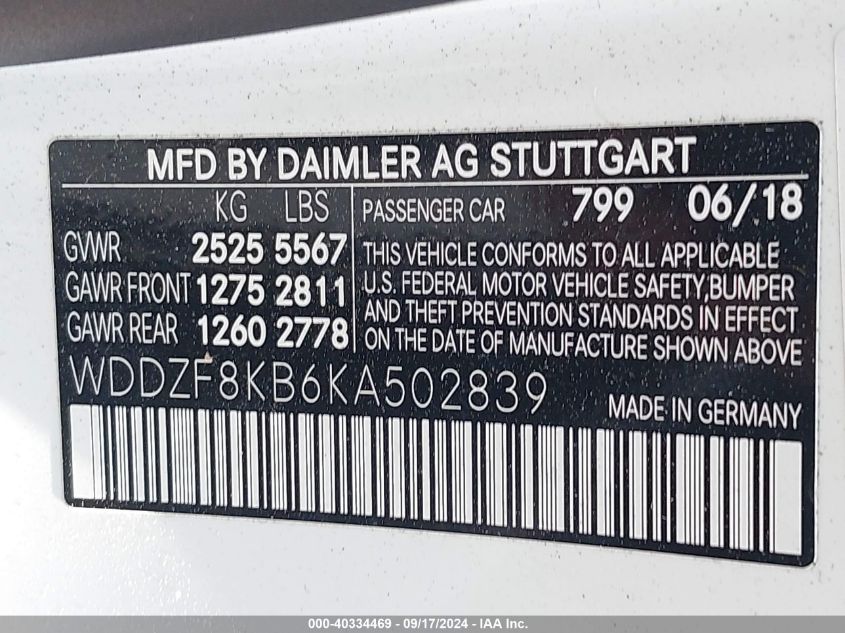 MFD BY DAIMLER AG STUTTGART
KG LBS
GVWR 2525 5567
GAWR FRONT 1275 2811
GAWR REAR 1260 2778
PASSENGER CAR 799 06/18
THIS VEHICLE CONFORMS TO ALL APPLICABLE
U.S. FEDERAL MOTOR VEHICLE SAFETY,BUMPER
AND THEFT PREVENTION STANDARDS IN EFFECT
ON THE DATE OF MANUFACTURE SHOWN ABOVE
WDDZF8KB6KA502839
MADE IN GERMANY
000-40334469 - 09/17/2024 - IAA Inc.